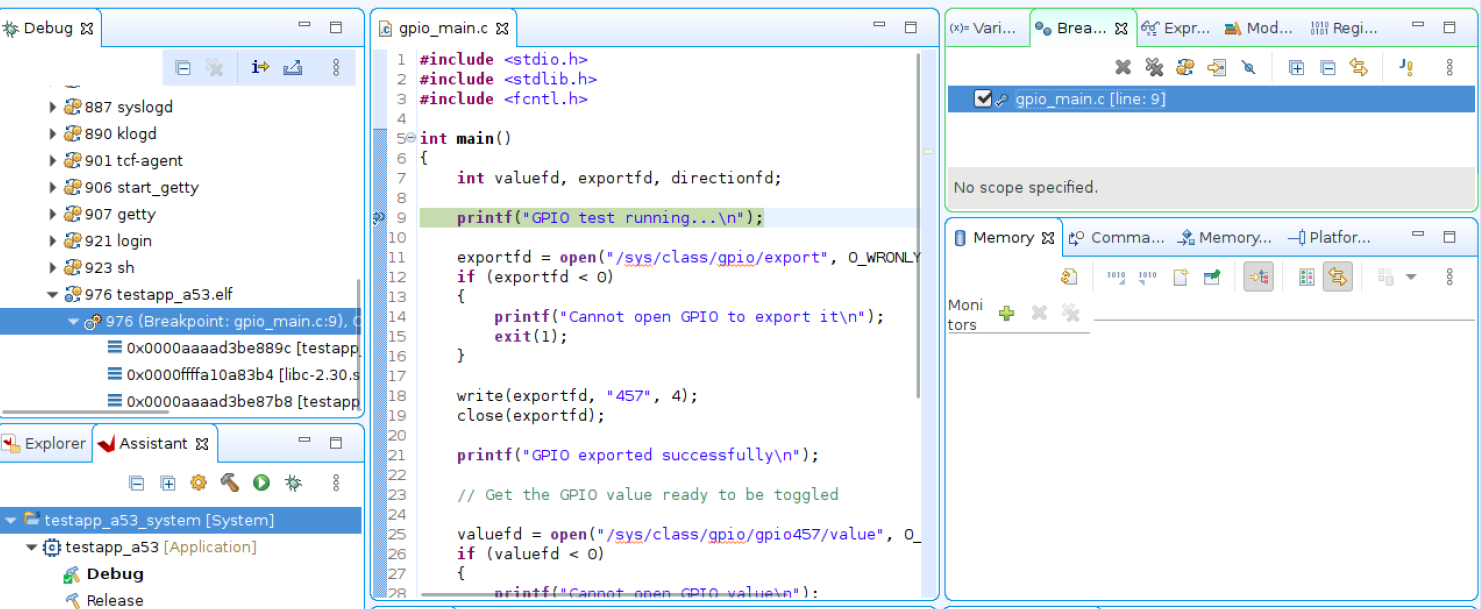 Debug
887 syslogd
890 klogd
901 tcf-agent
906 start_getty
907 getty
921 login
923 sh
976 testapp_a53.elf
976 (Breakpoint: gpio_main.c:9),
0x0000aaaad3be889c [testapp
0x0000ffffa10a83b4 [libc-2.30.s
0x0000aaaad3be87b8 [testapp
Explorer
Assistant
testapp_a53_system [System]
testapp_a53 [Application]
Debug
Release
gpio_main.c
1 #include <stdio.h>
2 #include <stdlib.h>
3 #include <fcntl.h>
4
5 int main()
6 {
7 int valuefd, exportfd, directionfd;
8
9 printf("GPIO test running...\n");
10
11 exportfd = open("/sys/class/gpio/export", O_WRONLY
12 if (exportfd < 0)
13 {
14 printf("Cannot open GPIO to export it\n");
15 exit(1);
16 }
17
18 write(exportfd, "457", 4);
19 close(exportfd);
20
21 printf("GPIO exported successfully\n");
22
23 // Get the GPIO value ready to be toggled
24
25 valuefd = open("/sys/class/gpio/gpio457/value", O_
26 if (valuefd < 0)
27 {
28 printf("Cannot open GPIO value\n");
(x)= Vari...
Brea...
Expr...
Mod...
1010 0101 Regi...
gpio_main.c [line: 9]
No scope specified.
Memory
Comma...
Memory...
Platfor...
1010
1010
Moni
tors